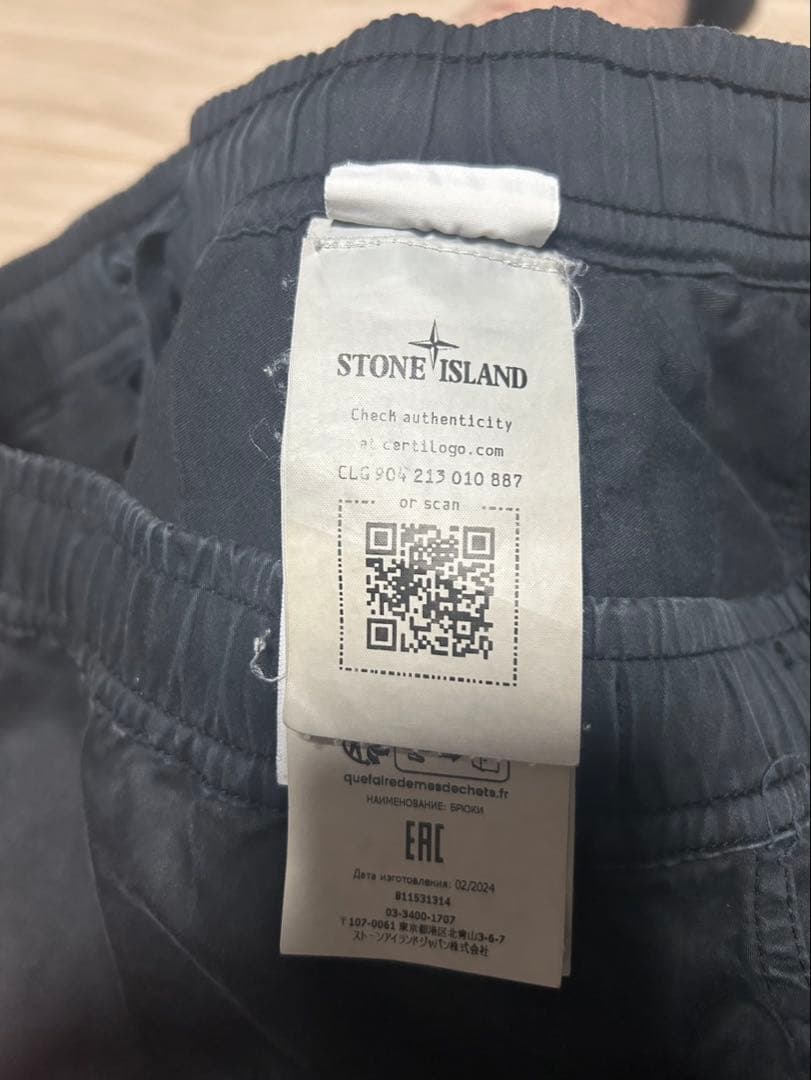 STONE ISLAND
Check authenticity
at certilogo.com
CLG 904 213 010 887
or scan
quefairedemesdechets.fr
НАИМЕНОВАНИЕ: БРЮКИ
EAC
Дата изготовления: 02/2024
811531314
03-3400-1707
〒107-0061 東京都港区北青山3-6-7
ストーンアイランドジャパン株式会社